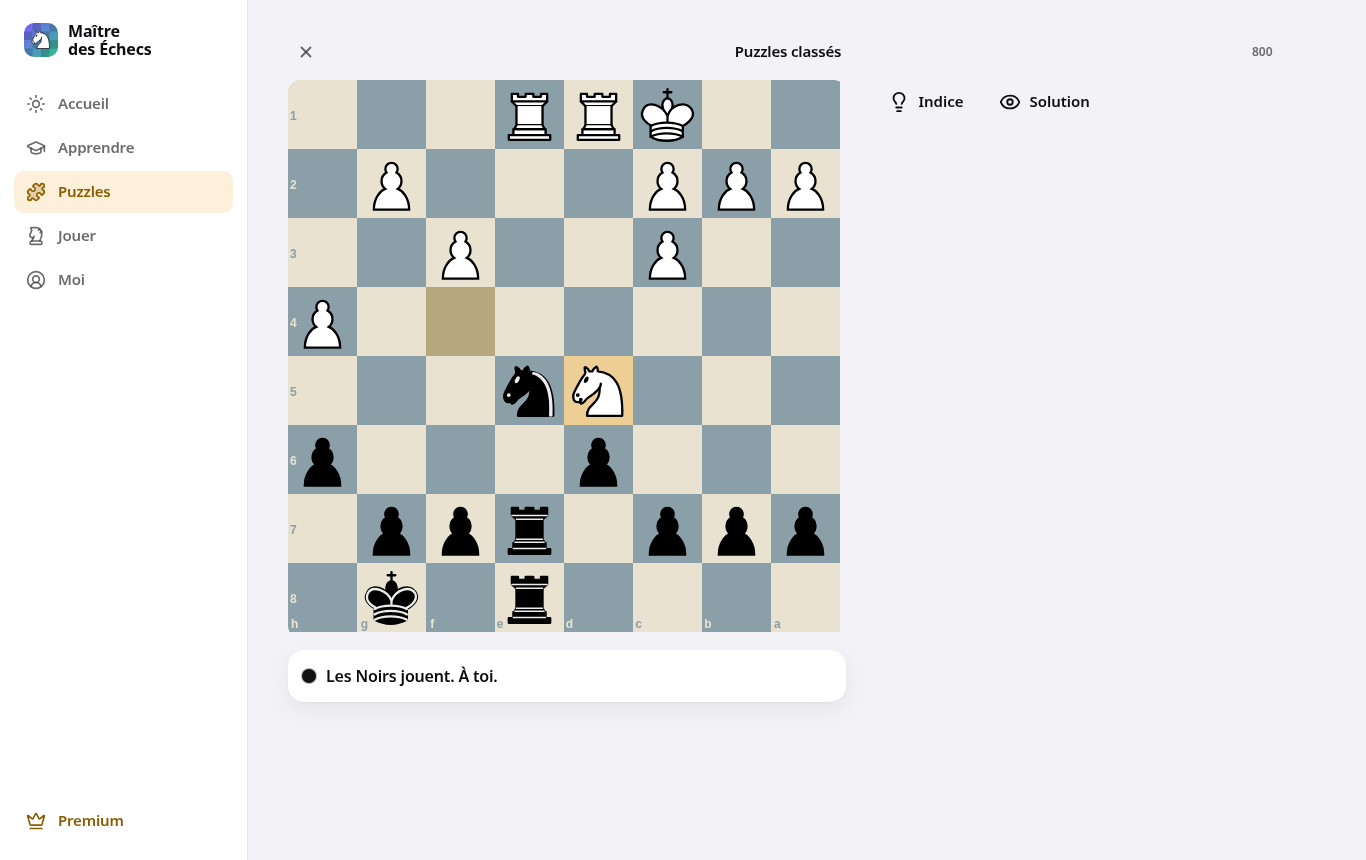 Maître
des Échecs
Accueil
Apprendre
Puzzles
Jouer
Moi
Premium
Puzzles classés
800
1
2
3
4
5
6
7
8
h g f e d c b a
Les Noirs jouent. À toi.
Indice
Solution